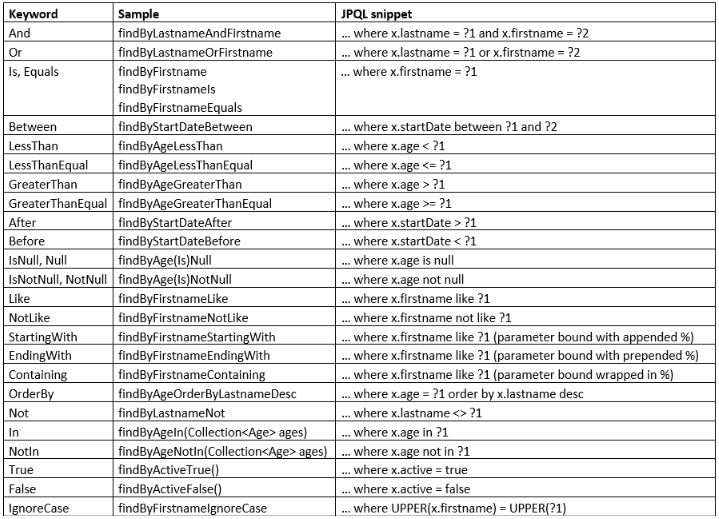 Keyword Sample JPQL snippet
And findByLastnameAndFirstname ... where x.lastname = ?1 and x.firstname = ?2
Or findByLastnameOrFirstname ... where x.lastname = ?1 or x.firstname = ?2
Is, Equals findByFirstname ... where x.firstname = ?1
findByFirstnameIs
findByFirstnameEquals
Between findByStartDateBetween ... where x.startDate between ?1 and ?2
LessThan findByAgeLessThan ... where x.age < ?1
LessThanEqual findByAgeLessThanEqual ... where x.age <= ?1
GreaterThan findByAgeGreaterThan ... where x.age > ?1
GreaterThanEqual findByAgeGreaterThanEqual ... where x.age >= ?1
After findByStartDateAfter ... where x.startDate > ?1
Before findByStartDateBefore ... where x.startDate < ?1
IsNull, Null findByAge(Is)Null ... where x.age is null
IsNotNull, NotNull findByAge(Is)NotNull ... where x.age not null
Like findByFirstnameLike ... where x.firstname like ?1
NotLike findByFirstnameNotLike ... where x.firstname not like ?1
StartingWith findByFirstnameStartingWith ... where x.firstname like ?1 (parameter bound with appended %)
EndingWith findByFirstnameEndingWith ... where x.firstname like ?1 (parameter bound with prepended %)
Containing findByFirstnameContaining ... where x.firstname like ?1 (parameter bound wrapped in %)
OrderBy findByAgeOrderByLastnameDesc ... where x.age = ?1 order by x.lastname desc
Not findByLastnameNot ... where x.lastname <> ?1
In findByAgeIn(Collection<Age> ages) ... where x.age in ?1
NotIn findByAgeNotIn(Collection<Age> ages) ... where x.age not in ?1
True findByActiveTrue() ... where x.active = true
False findByActiveFalse() ... where x.active = false
IgnoreCase findByFirstnameIgnoreCase ... where UPPER(x.firstname) = UPPER(?1)